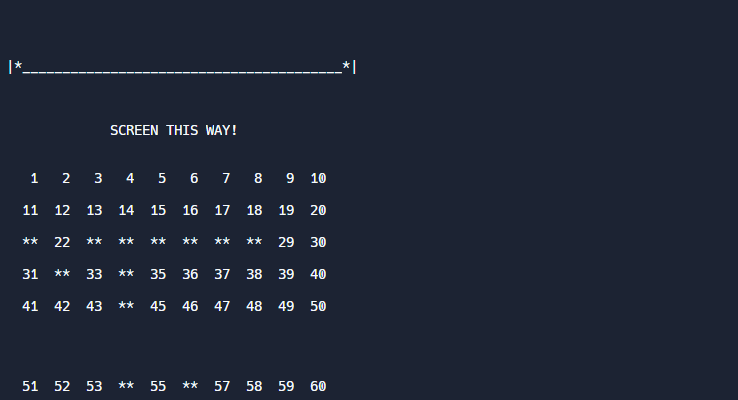 |*________________________________________*|
SCREEN THIS WAY!
1 2 3 4 5 6 7 8 9 10
11 12 13 14 15 16 17 18 19 20
** 22 ** ** ** ** ** ** 29 30
31 ** 33 ** 35 36 37 38 39 40
41 42 43 ** 45 46 47 48 49 50
51 52 53 ** 55 ** 57 58 59 60